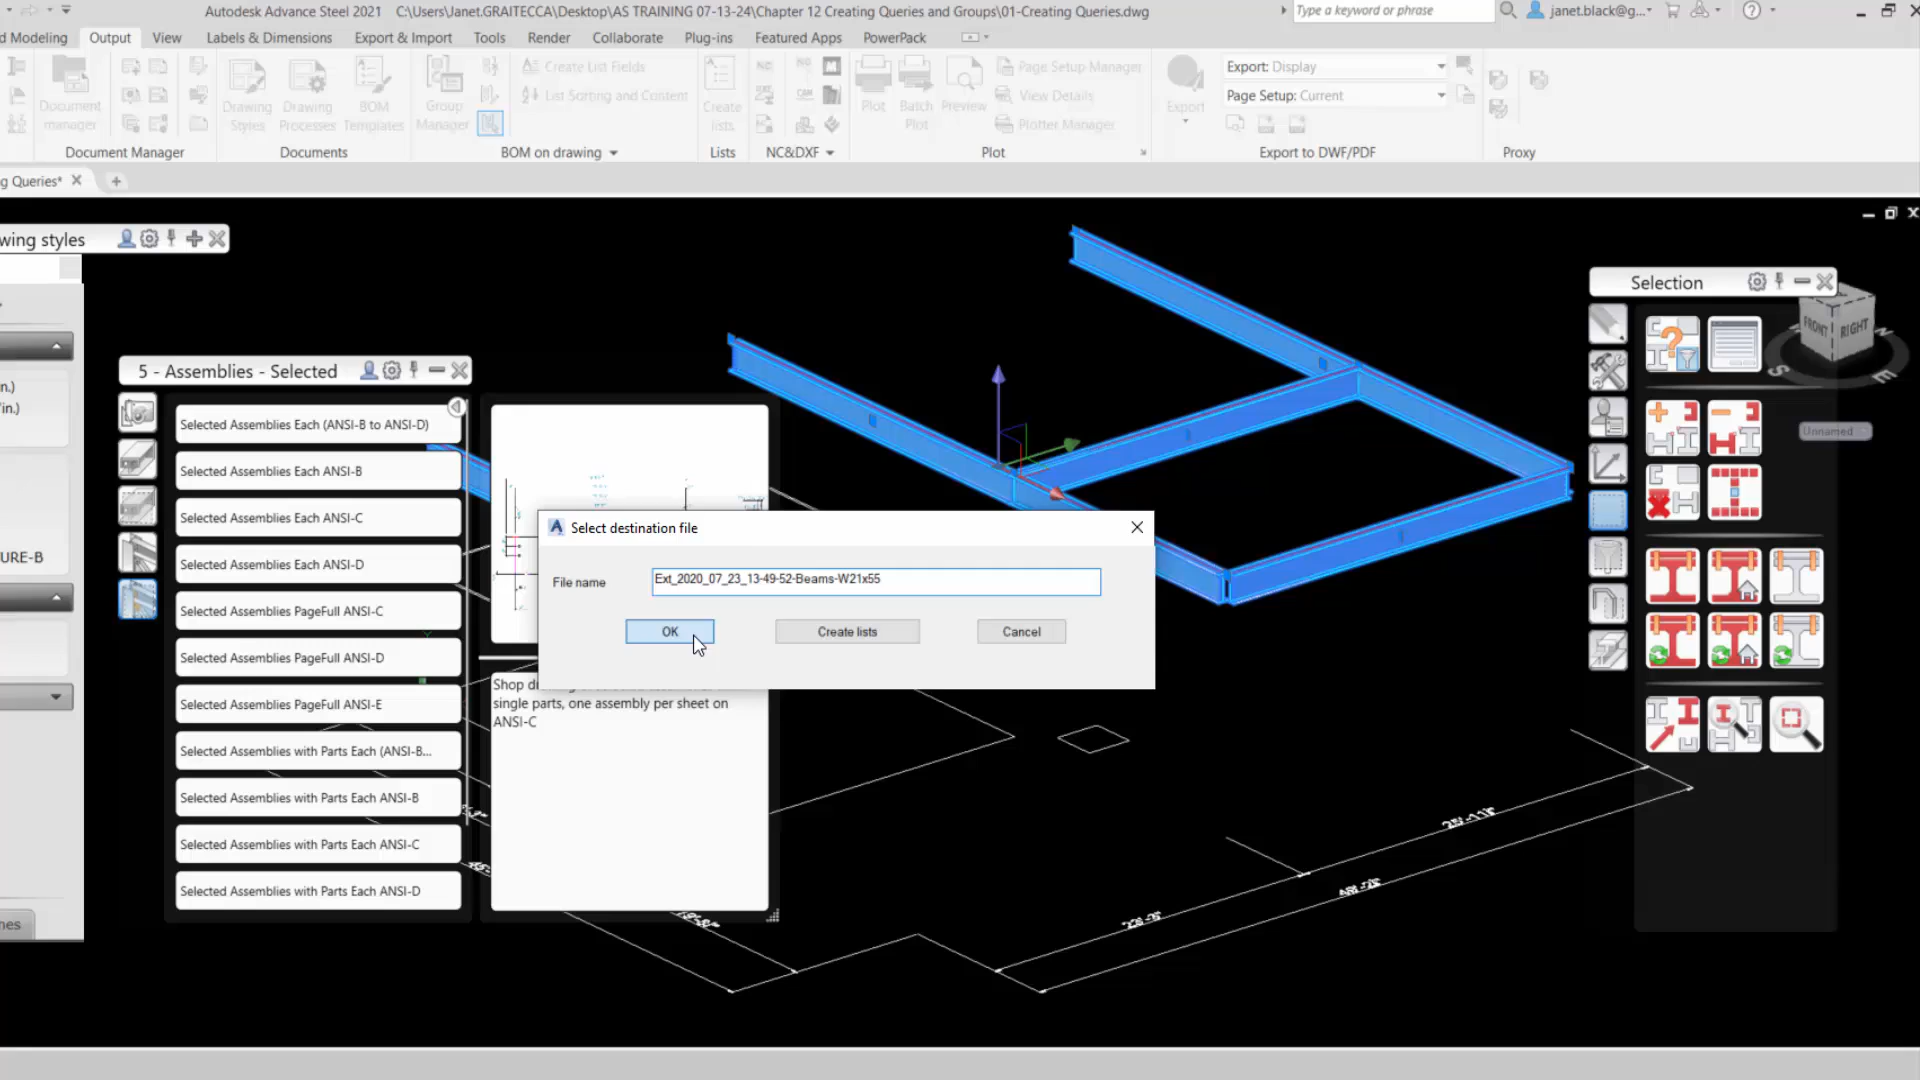 Autodesk Advance Steel 2021 C:\Users\Janet.GRAITECCA\Desktop\AS TRAINING 07-13-24\Chapter 12 Creating Queries and Groups\01-Creating Queries.dwg
Type a keyword or phrase
janet.black@g...
d Modeling Output View Labels & Dimensions Export & Import Tools Render Collaborate Plug-ins Featured Apps PowerPack
Document manager
Drawing Styles
Drawing Processes
BOM Templates
Group Manager
Create List Fields
List Sorting and Content
Create lists
Plot
Batch Plot
Preview
Page Setup Manager
View Details
Plotter Manager
Export
Export: Display
Page Setup: Current
Document Manager
Documents
BOM on drawing
Lists
NC&DXF
Plot
Export to DWF/PDF
Proxy
g Queries*
wing styles
n.)
'in.)
URE-B
nes
5 - Assemblies - Selected
Selected Assemblies Each (ANSI-B to ANSI-D)
Selected Assemblies Each ANSI-B
Selected Assemblies Each ANSI-C
Selected Assemblies Each ANSI-D
Selected Assemblies PageFull ANSI-C
Selected Assemblies PageFull ANSI-D
Selected Assemblies PageFull ANSI-E
Selected Assemblies with Parts Each (ANSI-B...
Selected Assemblies with Parts Each ANSI-B
Selected Assemblies with Parts Each ANSI-C
Selected Assemblies with Parts Each ANSI-D
Select destination file
File name
Ext_2020_07_23_13-49-52-Beams-W21x55
OK
Create lists
Cancel
Shop
single parts, one assembly per sheet on
ANSI-C
Selection
FRONT
RIGHT
S
E
Unnamed